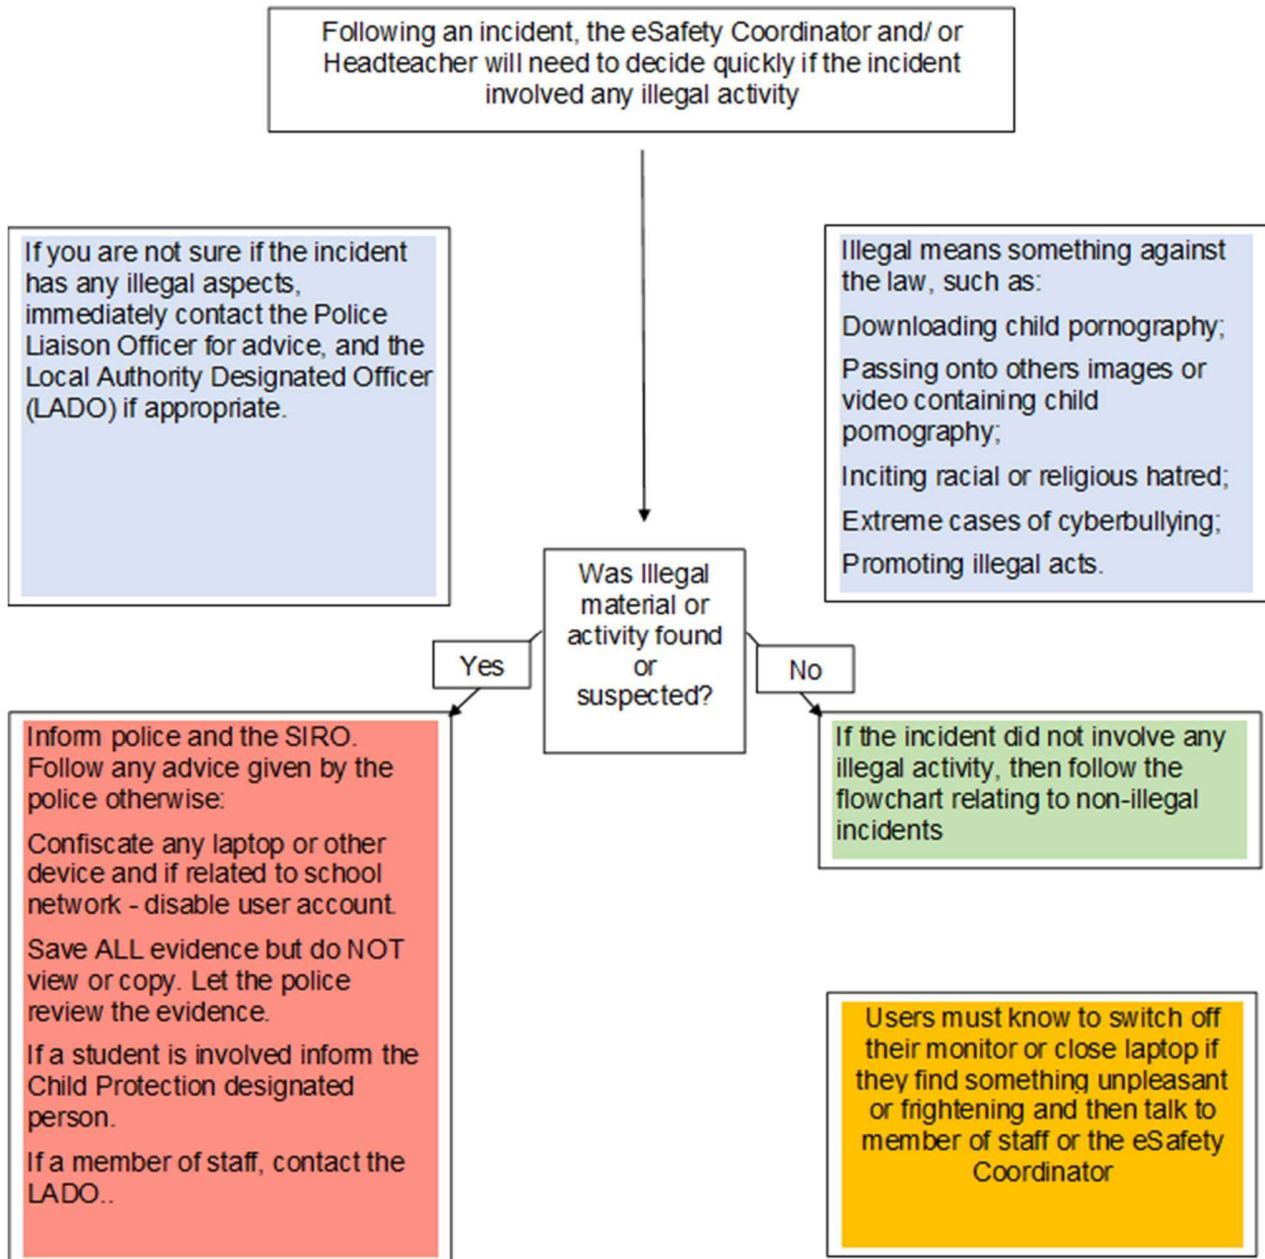 Following an incident, the eSafety Coordinator and/ or
Headteacher will need to decide quickly if the incident
involved any illegal activity
If you are not sure if the incident
has any illegal aspects,
immediately contact the Police
Liaison Officer for advice, and the
Local Authority Designated Officer
(LADO) if appropriate.
Illegal means something against
the law, such as:
Downloading child pornography;
Passing onto others images or
video containing child
pornography;
Inciting racial or religious hatred;
Extreme cases of cyberbullying;
Promoting illegal acts.
Was Illegal
material or
activity found
or
suspected?
Yes
No
Inform police and the SIRO.
Follow any advice given by the
police otherwise:
Confiscate any laptop or other
device and if related to school
network - disable user account.
Save ALL evidence but do NOT
view or copy. Let the police
review the evidence.
If a student is involved inform the
Child Protection designated
person.
If a member of staff, contact the
LADO..
If the incident did not involve any
illegal activity, then follow the
flowchart relating to non-illegal
incidents
Users must know to switch off
their monitor or close laptop if
they find something unpleasant
or frightening and then talk to
member of staff or the eSafety
Coordinator